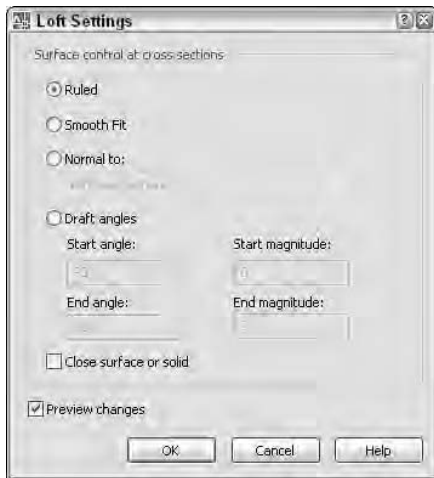 Loft Settings
Surface control at cross sections
Ruled
Smooth Fit
Normal to:
Draft angles
Start angle: Start magnitude:
0
End angle: End magnitude:
Close surface or solid
Preview changes
OK Cancel Help